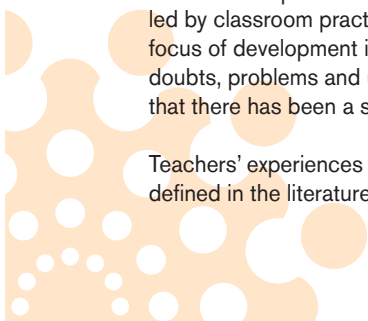 led by classroom pract
focus of development i
doubts, problems and
that there has been a s
Teachers' experiences
defined in the literature